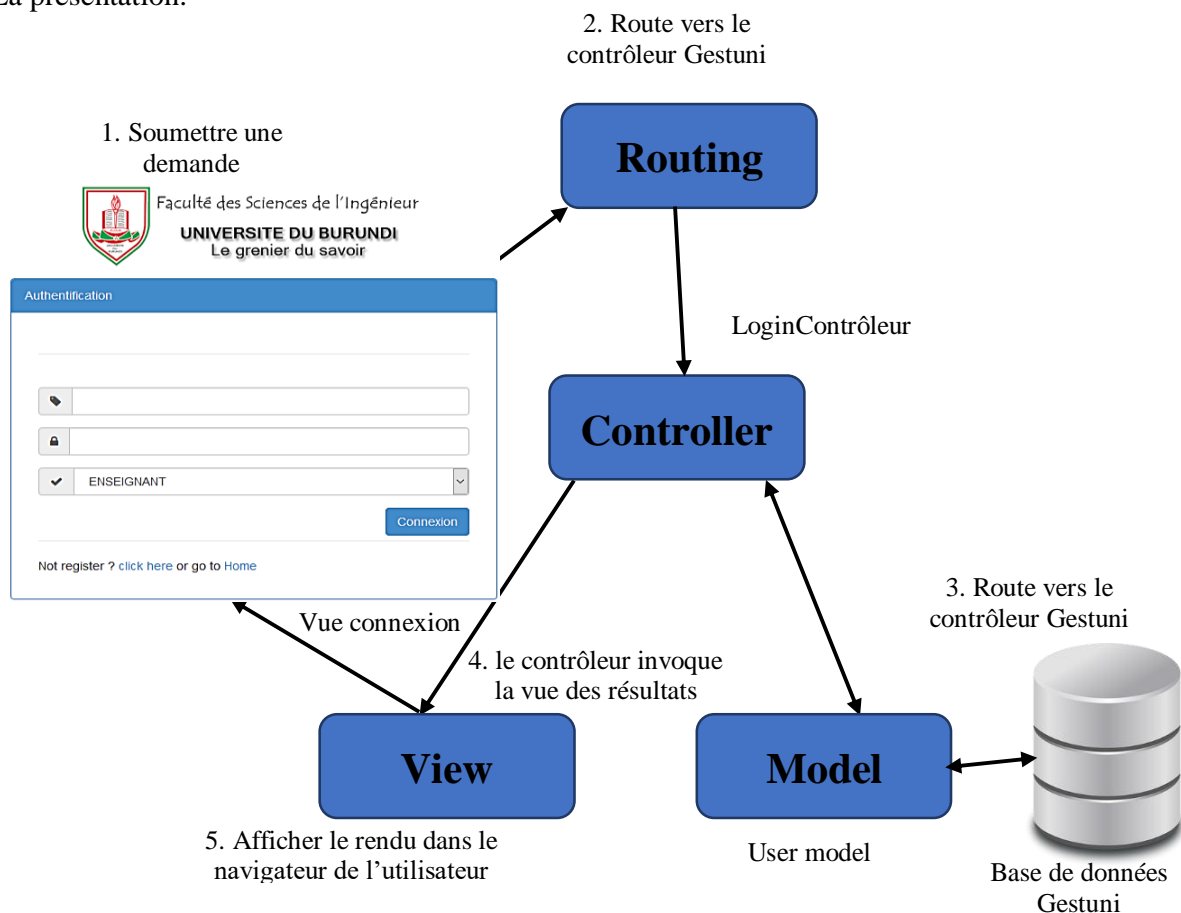 La présentation.
2. Route vers le
contrôleur Gestuni
1. Soumettre une
demande
Routing
Faculté des Sciences de l'Ingénieur
UNIVERSITE DU BURUNDI
Le grenier du savoir
Authentification
LoginContrôleur
Controller
ENSEIGNANT
Connexion
Not register ? click here or go to Home
3. Route vers le
contrôleur Gestuni
Vue connexion
4. le contrôleur invoque
la vue des résultats
View
Model
5. Afficher le rendu dans le
navigateur de l’utilisateur
User model
Base de données
Gestuni